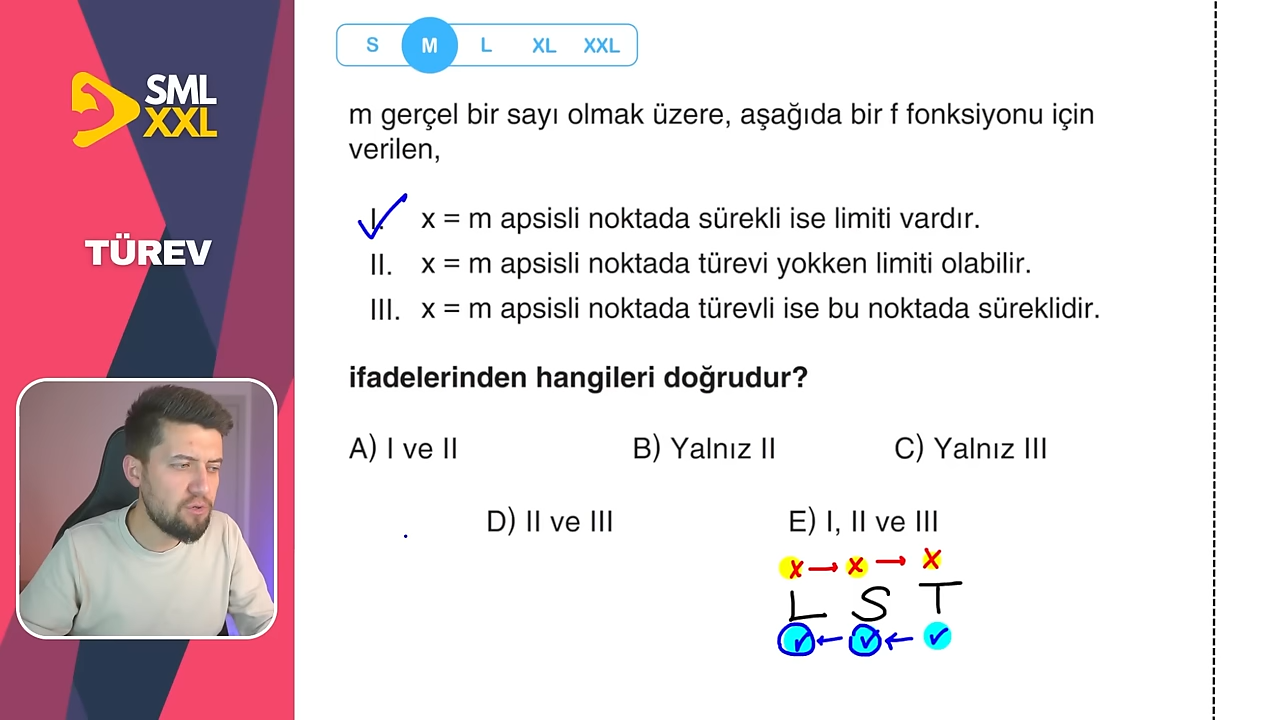 S M L XL XXL
SML
XXL
TÜREV
m gerçel bir sayı olmak üzere, aşağıda bir f fonksiyonu için
verilen,
I. x = m apsisli noktada sürekli ise limiti vardır.
II. x = m apsisli noktada türevi yokken limiti olabilir.
III. x = m apsisli noktada türevli ise bu noktada süreklidir.
ifadelerinden hangileri doğrudur?
A) I ve II B) Yalnız II C) Yalnız III
D) II ve III E) I, II ve III
x → x → x
L S T
✓ ← ✓ ← ✓